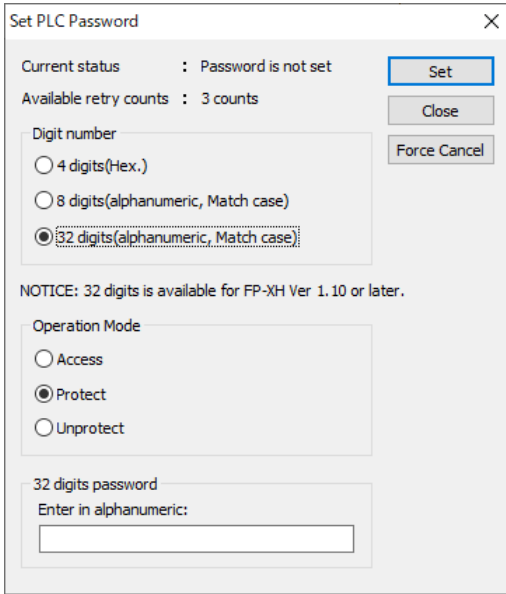 Set PLC Password
Current status : Password is not set
Set
Available retry counts : 3 counts
Close
Digit number
Force Cancel
4 digits(Hex.)
8 digits(alphanumeric, Match case)
32 digits(alphanumeric, Match case)
NOTICE: 32 digits is available for FP-XH Ver 1.10 or later.
Operation Mode
Access
Protect
Unprotect
32 digits password
Enter in alphanumeric: